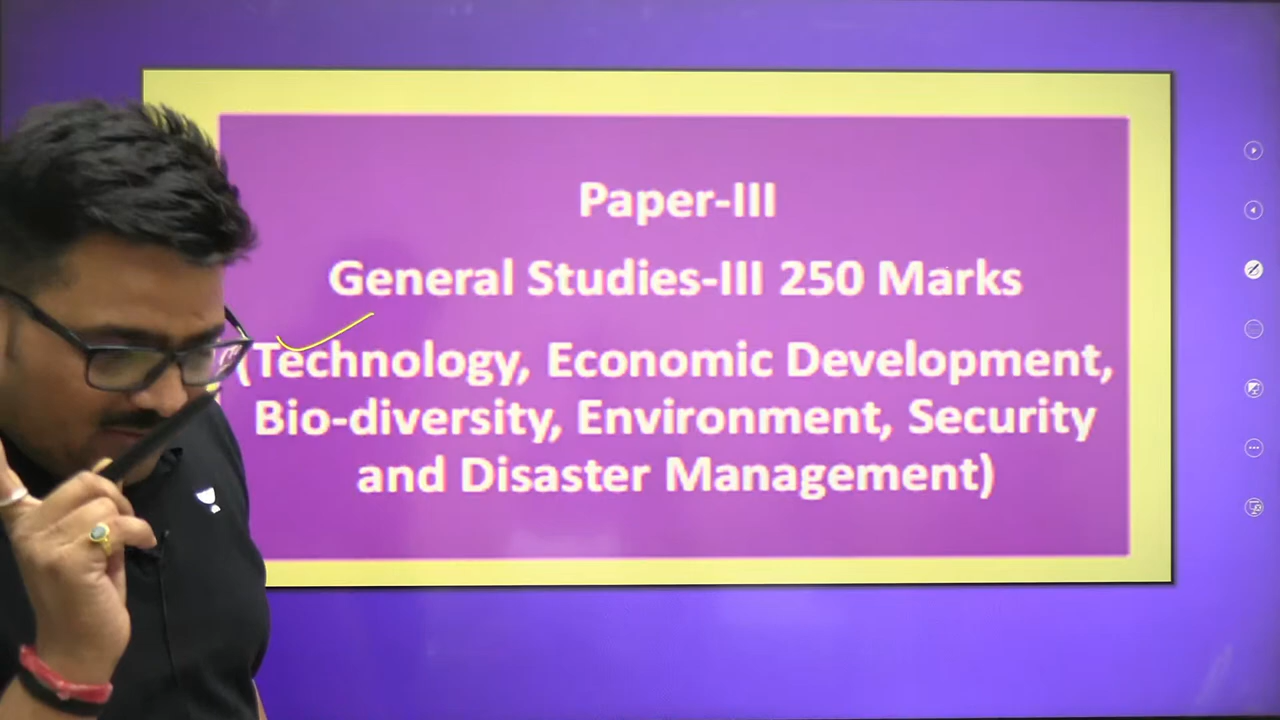 Paper-III
General Studies-III 250 Marks
(Technology, Economic Development,
Bio-diversity, Environment, Security
and Disaster Management)